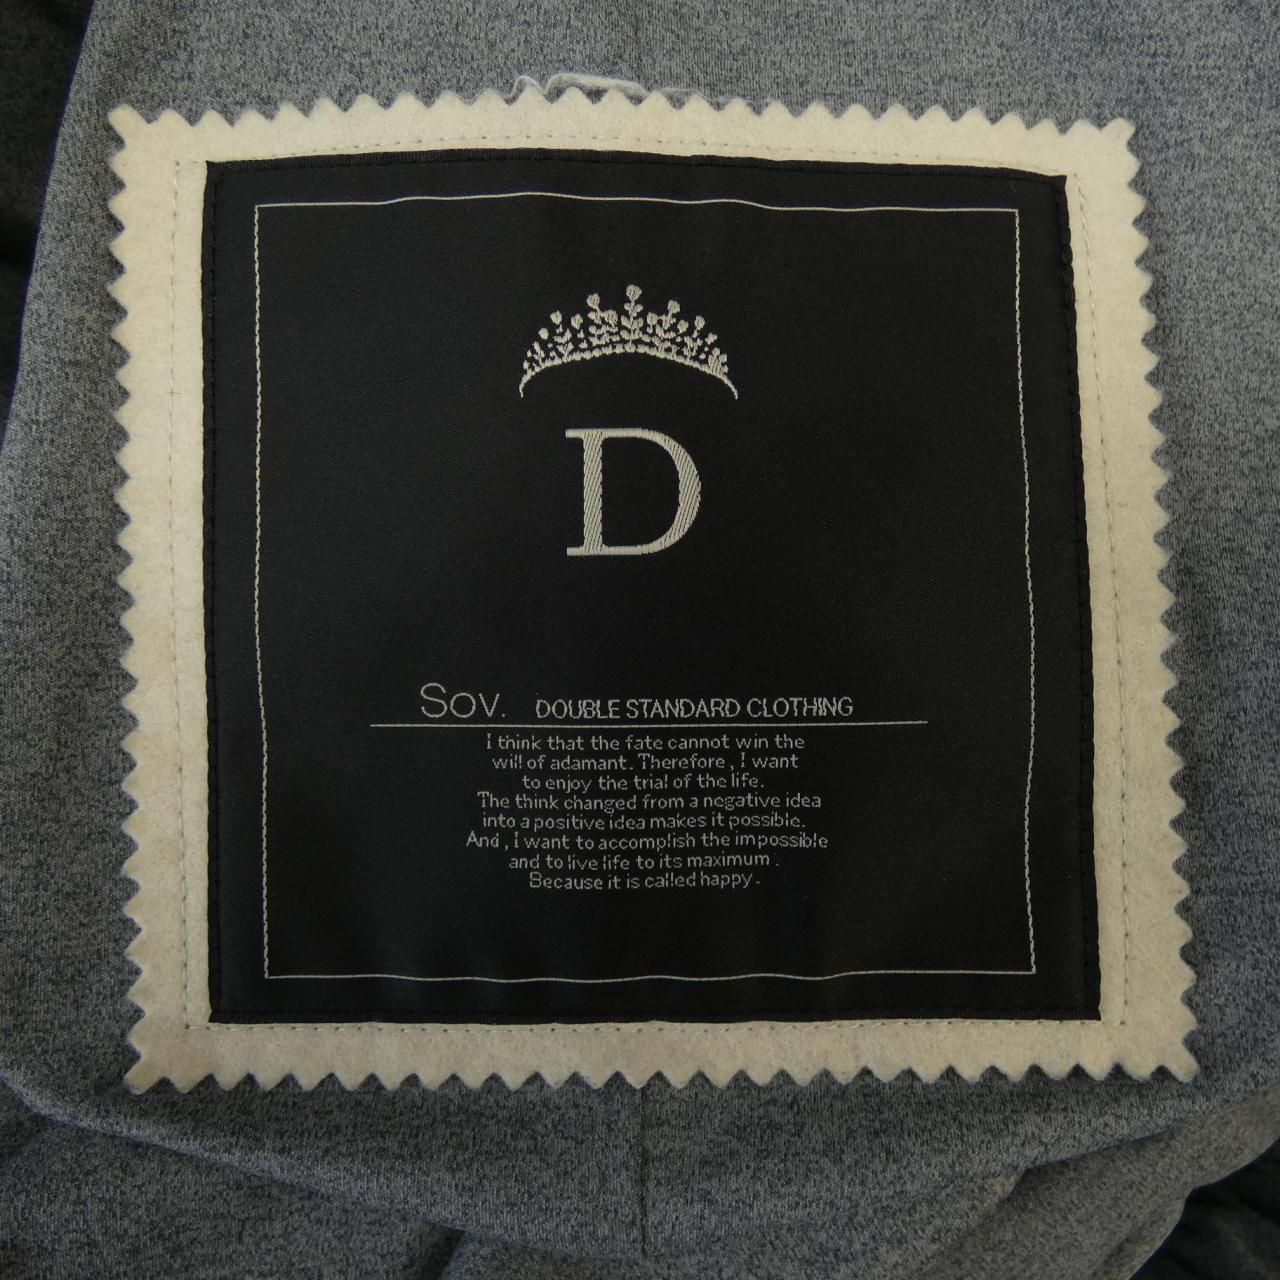 D
SOV. DOUBLE STANDARD CLOTHING
I think that the fate cannot win the
will of adamant. Therefore, I want
to enjoy the trial of the life.
The think changed from a negative idea
into a positive idea makes it possible.
And, I want to accomplish the impossible
and to live life to its maximum.
Because it is called happy.